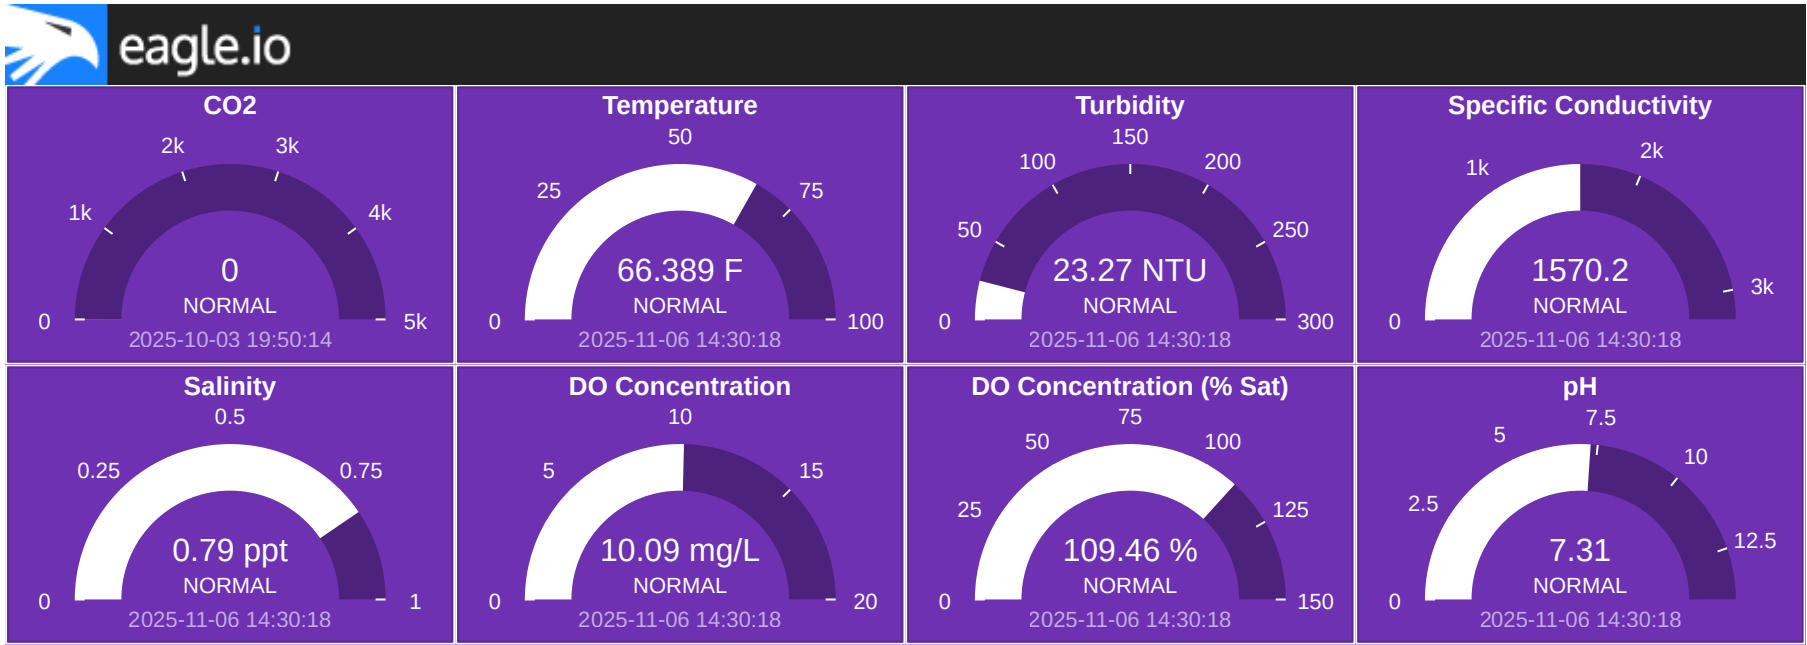 eagle.io
CO2
0
1k
2k
3k
4k
5k
0
NORMAL
2025-10-03 19:50:14
Temperature
0
25
50
75
100
66.389 F
NORMAL
2025-11-06 14:30:18
Turbidity
0
50
100
150
200
250
300
23.27 NTU
NORMAL
2025-11-06 14:30:18
Specific Conductivity
0
1k
2k
3k
1570.2
NORMAL
2025-11-06 14:30:18
Salinity
0
0.25
0.5
0.75
1
0.79 ppt
NORMAL
2025-11-06 14:30:18
DO Concentration
0
5
10
15
20
10.09 mg/L
NORMAL
2025-11-06 14:30:18
DO Concentration (% Sat)
0
25
50
75
100
125
150
109.46 %
NORMAL
2025-11-06 14:30:18
pH
0
2.5
5
7.5
10
12.5
7.31
NORMAL
2025-11-06 14:30:18